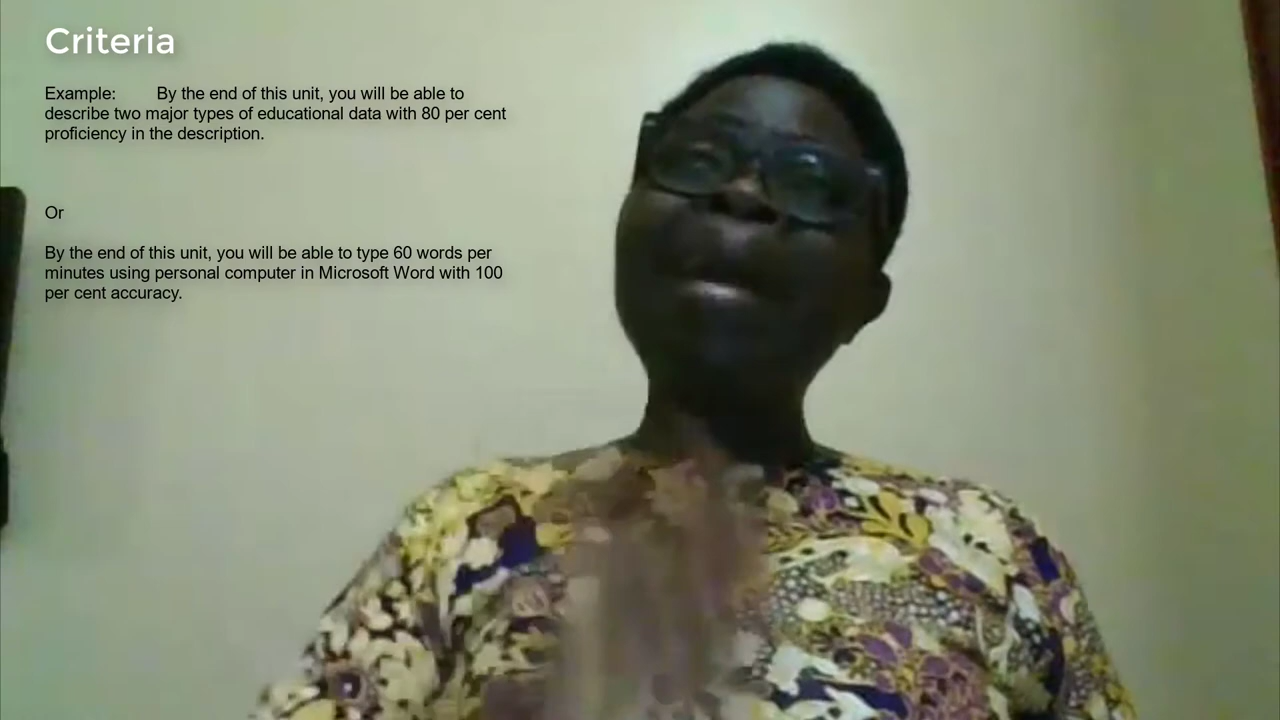 Criteria
Example: By the end of this unit, you will be able to
describe two major types of educational data with 80 per cent
proficiency in the description.
Or
By the end of this unit, you will be able to type 60 words per
minutes using personal computer in Microsoft Word with 100
per cent accuracy.